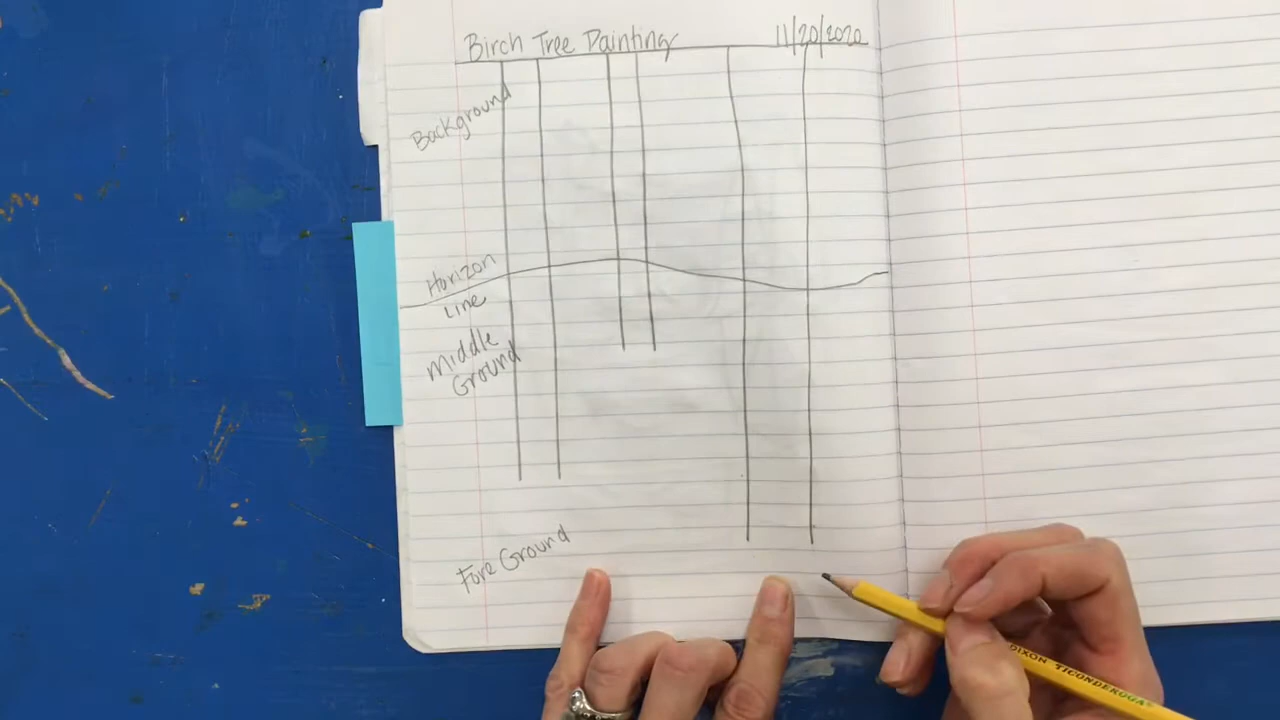 Birch Tree Painting 11/20/2020
Background
Horizon
Line
Middle
Ground
Fore Ground
DIXON TICONDEROGA